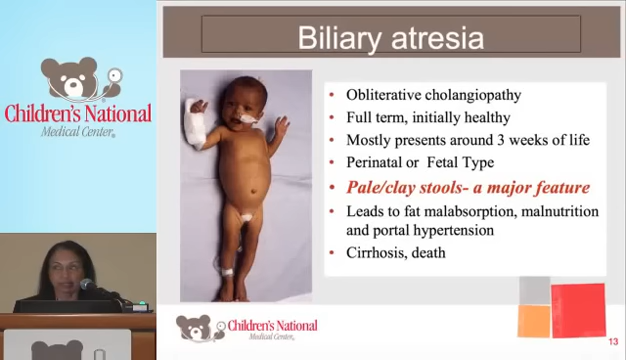 Children's National
Medical Center
Biliary atresia
• Obliterative cholangiopathy
• Full term, initially healthy
• Mostly presents around 3 weeks of life
• Perinatal or Fetal Type
• Pale/clay stools- a major feature
• Leads to fat malabsorption, malnutrition
and portal hypertension
• Cirrhosis, death
Children's National
Medical Center
13